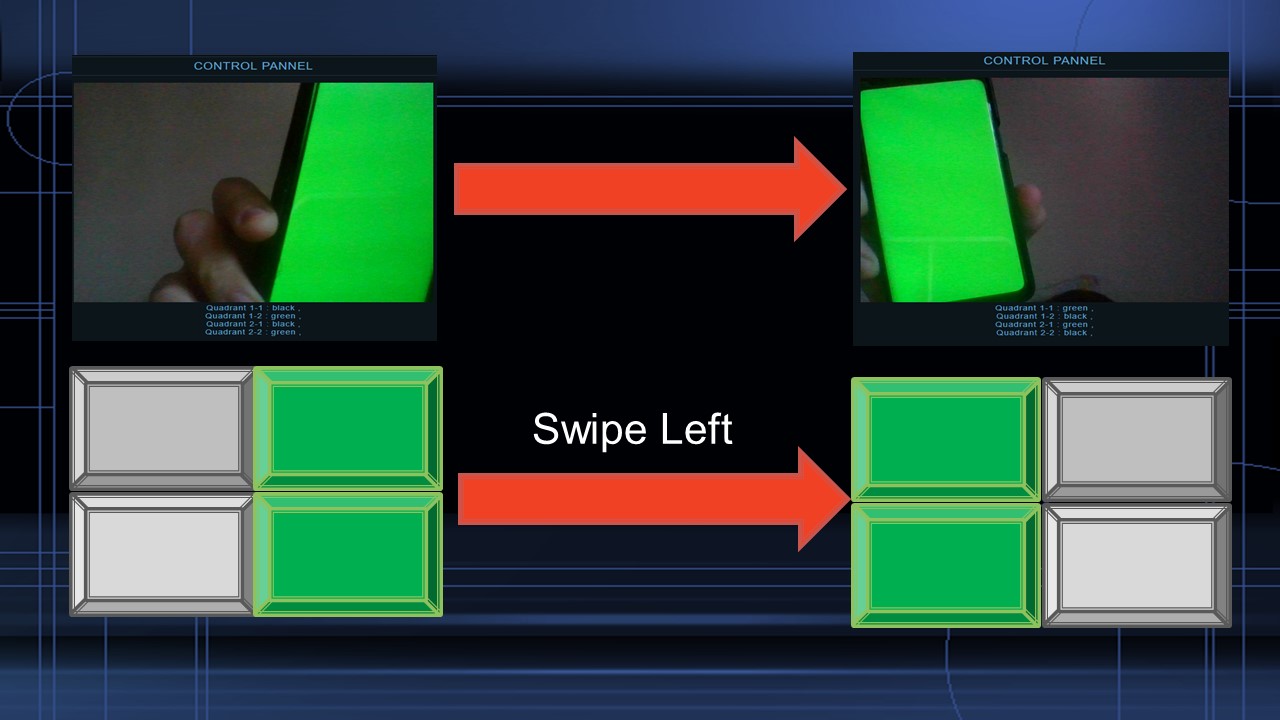 CONTROL PANNEL
Quadrant 1-1 : black ,
Quadrant 1-2 : green ,
Quadrant 2-1 : black ,
Quadrant 2-2 : green ,
CONTROL PANNEL
Quadrant 1-1 : green ,
Quadrant 1-2 : black ,
Quadrant 2-1 : green ,
Quadrant 2-2 : black ,
Swipe Left